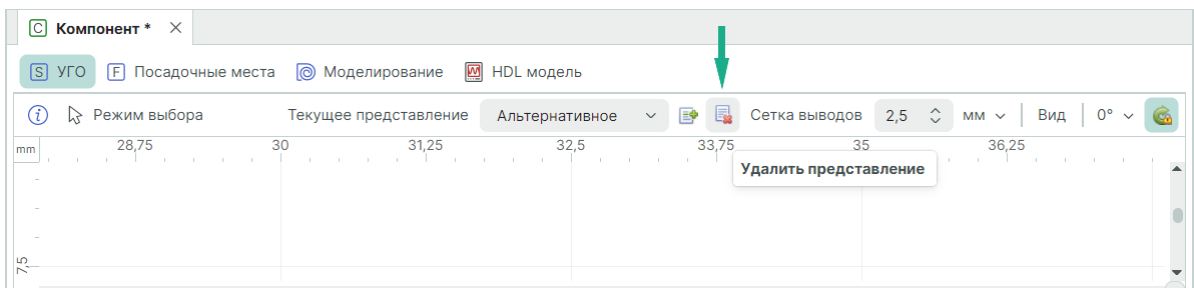 C Компонент *
S УГО F Посадочные места Моделирование HDL модель
i Режим выбора Текущее представление Альтернативное Сетка выводов 2,5 мм Вид 0°
mm 28,75 30 31,25 32,5 33,75 35 36,25
Удалить представление
7,5